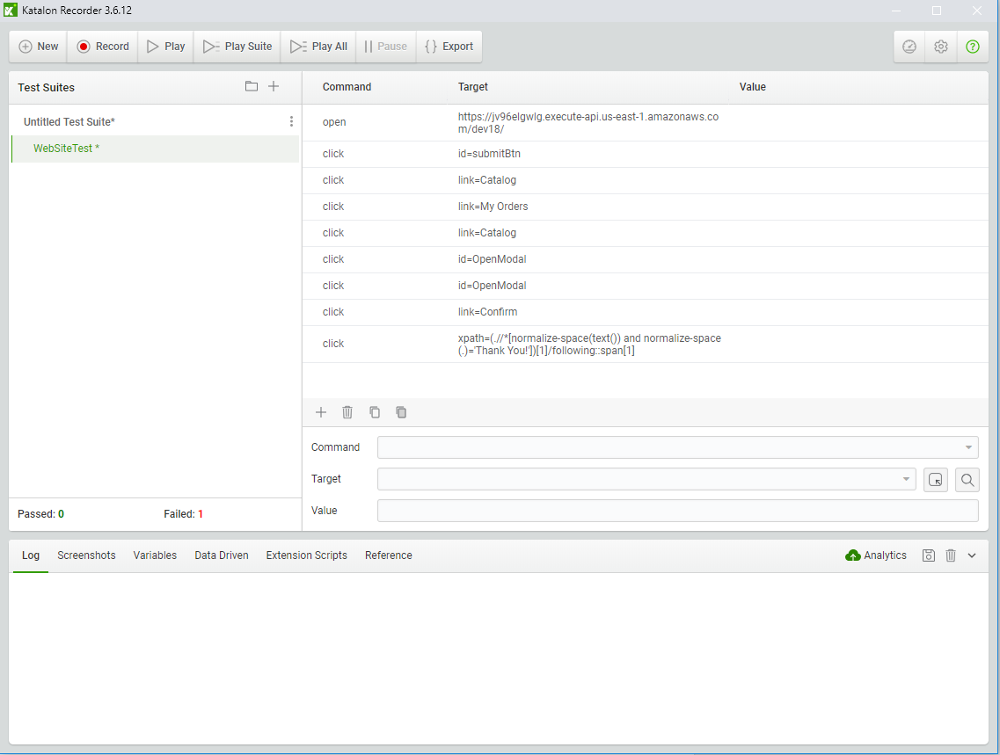 Katalon Recorder 3.6.12
New Record Play Play Suite Play All Pause Export
Test Suites
Untitled Test Suite*
WebSiteTest *
Passed: 0 Failed: 1
Command Target Value
open https://jv96elgwlg.execute-api.us-east-1.amazonaws.co
m/dev18/
click id=submitBtn
click link=Catalog
click link=My Orders
click link=Catalog
click id=OpenModal
click id=OpenModal
click link=Confirm
click xpath=(.//*[normalize-space(text()) and normalize-space
(.)='Thank You!'])[1]/following::span[1]
Command
Target
Value
Log Screenshots Variables Data Driven Extension Scripts Reference Analytics